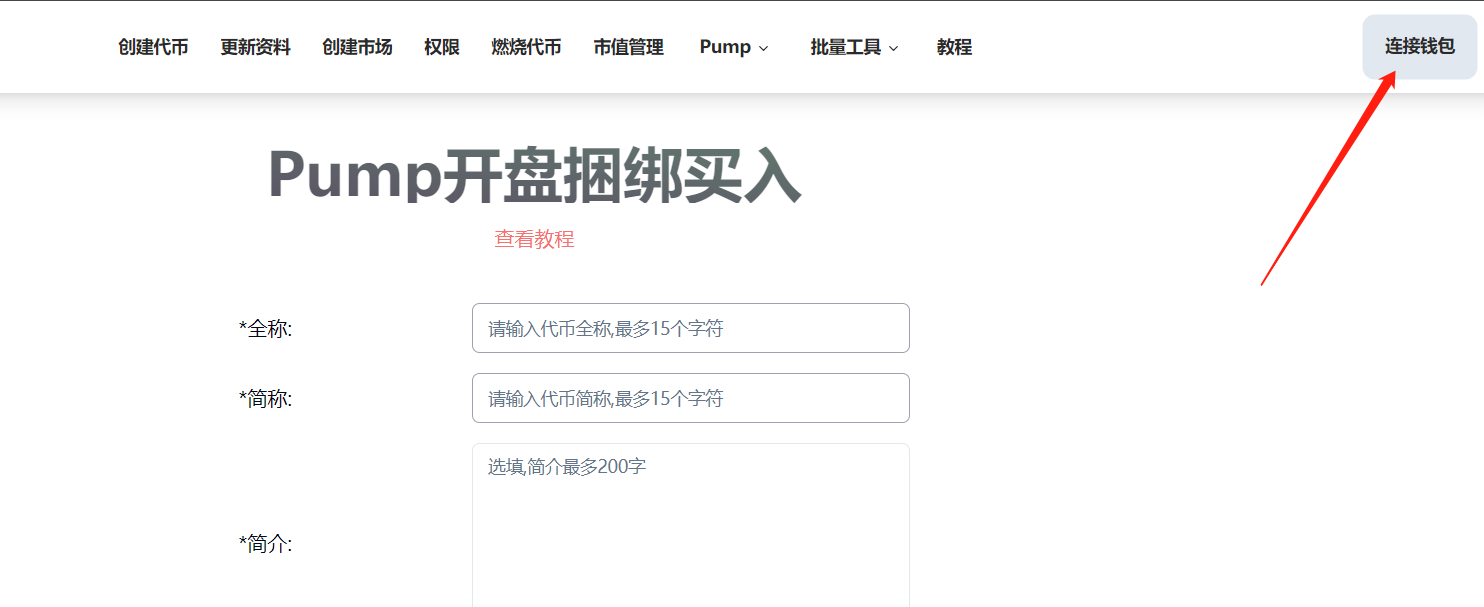 创建代币 更新资料 创建市场 权限 燃烧代币 市值管理 Pump 批量工具 教程 连接钱包
Pump开盘捆绑买入
查看教程
*全称: 请输入代币全称,最多15个字符
*简称: 请输入代币简称,最多15个字符
选填,简介最多200字
*简介: